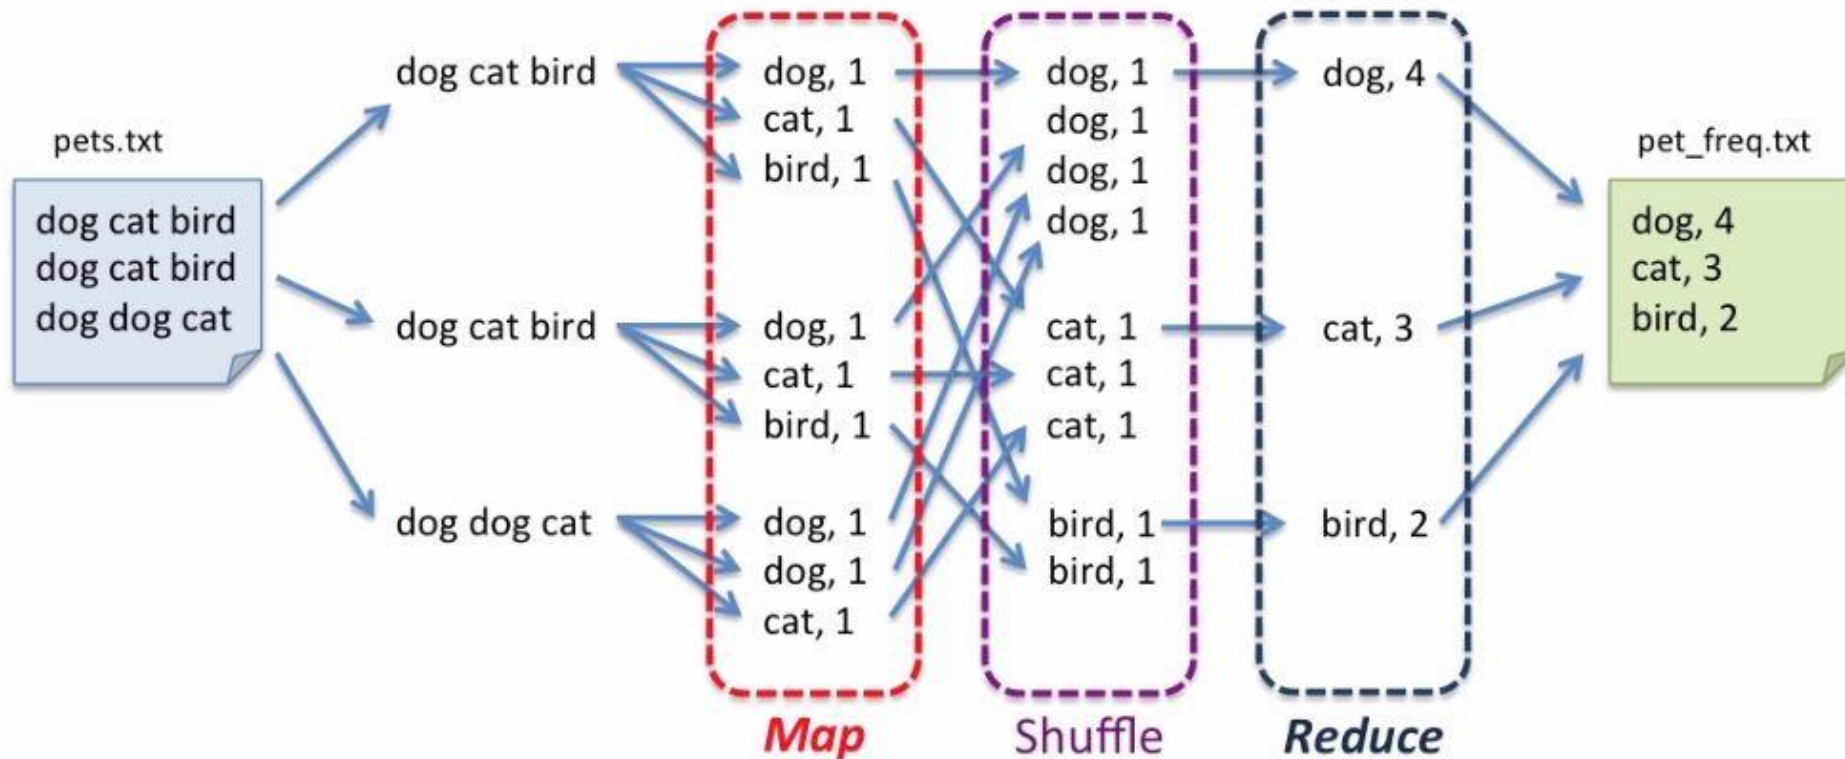 pets.txt
dog cat bird
dog cat bird
dog dog cat
dog cat bird
dog cat bird
dog dog cat
dog, 1
cat, 1
bird, 1
dog, 1
cat, 1
bird, 1
dog, 1
dog, 1
cat, 1
Map
dog, 1
dog, 1
dog, 1
dog, 1
cat, 1
cat, 1
cat, 1
bird, 1
bird, 1
Shuffle
dog, 4
cat, 3
bird, 2
Reduce
pet_freq.txt
dog, 4
cat, 3
bird, 2